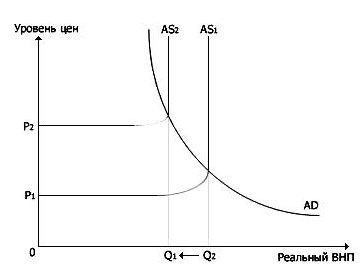 Уровень цен AS2 AS1
P2
P1
AD
0 Q1 Q2 Реальный ВНП